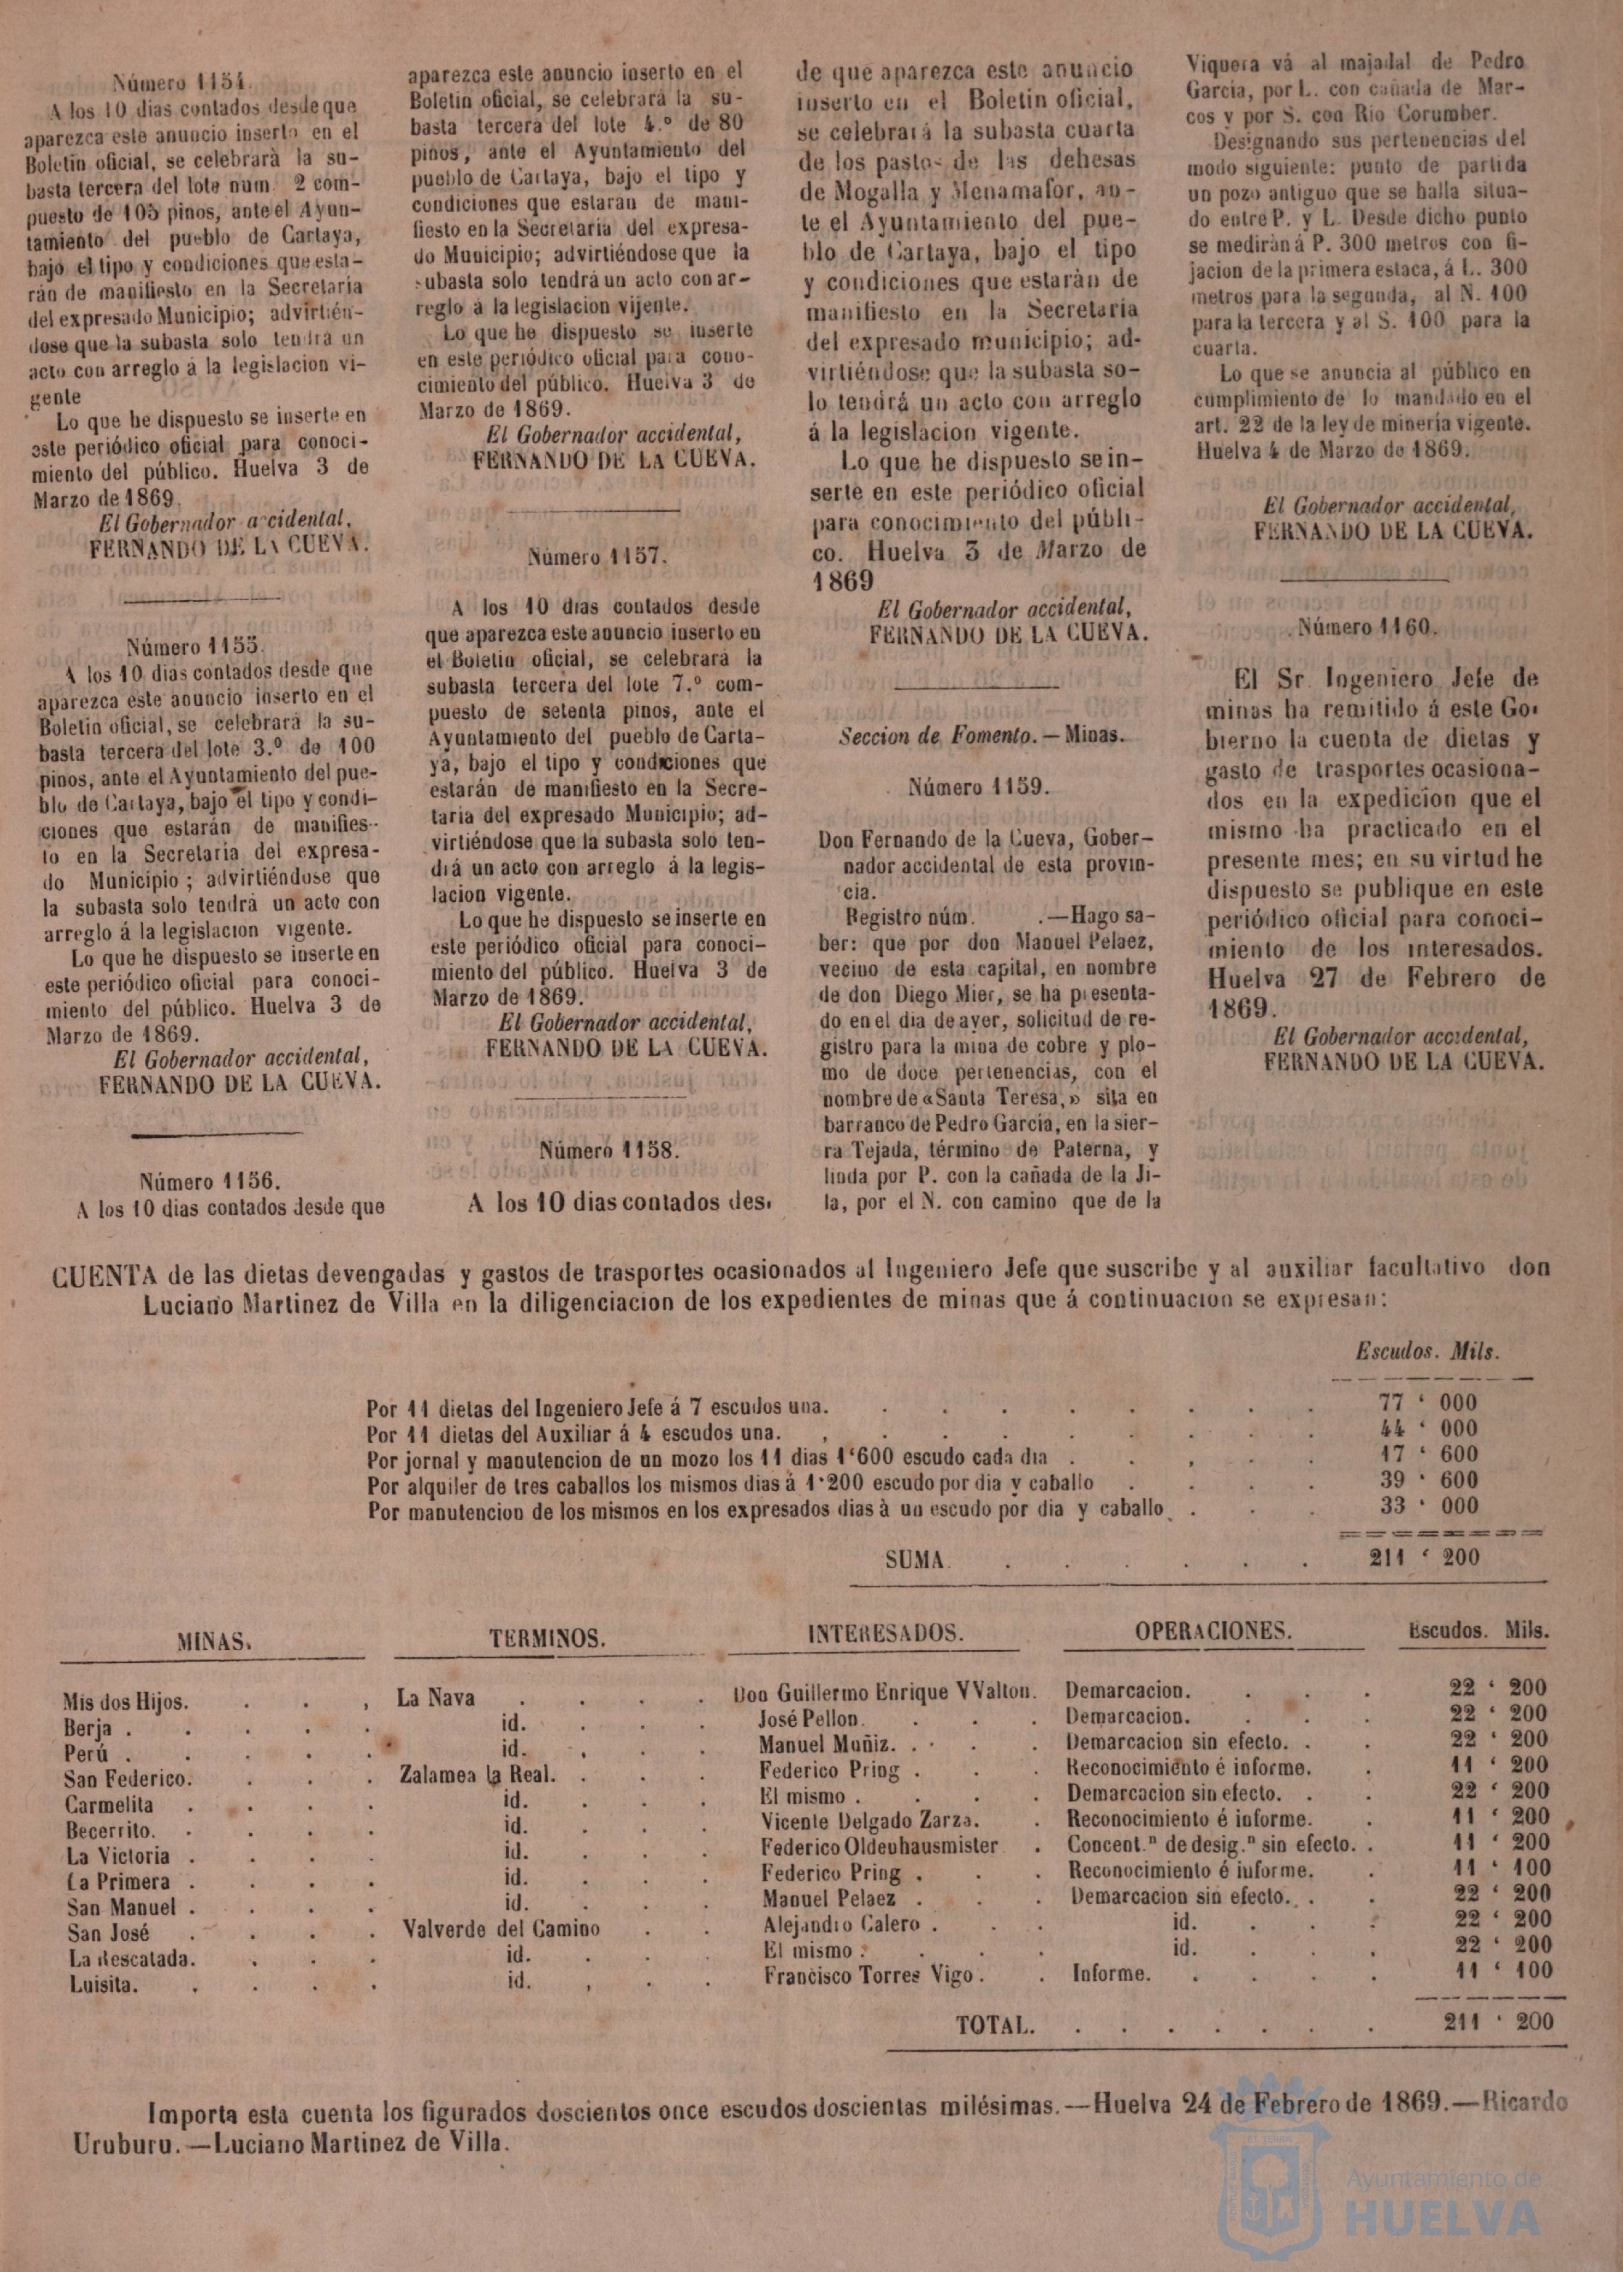 Número 1154.
A los 10 dias contados desde que
aparezca este anuncio inserto en el
Boletin oficial, se celebrarà la su-
basta tercera del lote num. 2 com-
puesto de 105 pinos, ante el Ayun-
tamiento del pueblo de Cartaya,
bajo el tipo y condiciones que esta-
rán de manifiesto en la Secretaría
del expresado Municipio; advirtién-
dose que la subasta solo tendrá un
acto con arreglo á la legislacion vi-
gente
Lo que he dispuesto se inserte en
este periódico oficial para conoci-
miento del público. Huelva 3 de
Marzo de 1869.
El Gobernador accidental,
FERNANDO DE LA CUEVA.
Número 1155.
A los 10 dias contados desde que
aparezca este anuncio inserto en el
Boletin oficial, se celebrará la su-
basta tercera del lote 3.º de 100
pinos, ante el Ayuntamiento del pue-
blo de Cartaya, bajo el tipo y condi-
ciones que estarán de manifies-
to en la Secretaría del expresa-
do Municipio; advirtiéndose que
la subasta solo tendrá un acto con
arreglo á la legislacion vigente.
Lo que he dispuesto se inserte en
este periódico oficial para conoci-
miento del público. Huelva 3 de
Marzo de 1869.
El Gobernador accidental,
FERNANDO DE LA CUEVA.
Número 1156.
A los 10 dias contados desde que
aparezca este anuncio inserto en el
Boletin oficial, se celebrará la su-
basta tercera del lote 4.º de 80
pinos, ante el Ayuntamiento del
pueblo de Cartaya, bajo el tipo y
condiciones que estarán de mani-
fiesto en la Secretaría del expresa-
do Municipio; advirtiéndose que la
subasta solo tendrá un acto con ar-
reglo à la legislacion vijente.
Lo que he dispuesto se inserte
en este periódico oficial para cono-
cimiento del público. Huelva 3 de
Marzo de 1869.
El Gobernador accidental,
FERNANDO DE LA CUEVA.
Número 1157.
A los 10 dias contados desde
que aparezca este anuncio inserto en
el Boletin oficial, se celebrará la
subasta tercera del lote 7.º com-
puesto de setenta pinos, ante el
Ayuntamiento del pueblo de Carta-
ya, bajo el tipo y condiciones que
estarán de manifiesto en la Secre-
taria del expresado Municipio; ad-
virtiéndose que la subasta solo ten-
drá un acto con arreglo á la legis-
lacion vigente.
Lo que he dispuesto se inserte en
este periódico oficial para conoci-
miento del público. Huelva 3 de
Marzo de 1869.
El Gobernador accidental,
FERNANDO DE LA CUEVA.
Número 1158.
A los 10 dias contados des-
de que aparezca este anuncio
inserto en el Boletin oficial,
se celebrará la subasta cuarta
de los pastos de las dehesas
de Mogalla y Menamafor, an-
te el Ayuntamiento del pue-
blo de Cartaya, bajo el tipo
y condiciones que estarán de
manifiesto en la Secretaría
del expresado municipio; ad-
virtiéndose que la subasta so-
lo tendrá un acto con arreglo
á la legislacion vigente.
Lo que he dispuesto se in-
serte en este periódico oficial
para conocimiento del públi-
co. Huelva 3 de Marzo de
1869
El Gobernador accidental,
FERNANDO DE LA CUEVA.
Seccion de Fomento. — Minas.
Número 1159.
Don Fernando de la Cueva, Gober-
nador accidental de esta provin-
cia.
Registro núm. .—Hago sa-
ber: que por don Manuel Pelaez,
vecino de esta capital, en nombre
de don Diego Mier, se ha presenta-
do en el dia de ayer, solicitud de re-
gistro para la mina de cobre y plo-
mo de doce pertenencias, con el
nombre de «Santa Teresa,» sita en
barranco de Pedro García, en la sier-
ra Tejada, término de Paterna, y
linda por P. con la cañada de la Ji-
la, por el N. con camino que de la
Viquera vá al majadal de Pedro
Garcia, por L. con cañada de Mar-
cos y por S. con Rio Corumber.
Designando sus pertenencias del
modo siguiente: punto de partida
un pozo antiguo que se halla situa-
do entre P. y L. Desde dicho punto
se mediràn á P. 300 metros con fi-
jacion de la primera estaca, á L. 300
metros para la segunda, al N. 100
para la tercera y al S. 100 para la
cuarta.
Lo que se anuncia al público en
cumplimiento de lo mandado en el
art. 22 de la ley de minería vigente.
Huelva 4 de Marzo de 1869.
El Gobernador accidental,
FERNANDO DE LA CUEVA.
Número 1160.
El Sr. Ingeniero Jefe de
minas ha remitido á este Go-
bierno la cuenta de dietas y
gasto de trasportes ocasiona-
dos en la expedicion que el
mismo ha practicado en el
presente mes; en su virtud he
dispuesto se publique en este
periódico oficial para conoci-
miento de los interesados.
Huelva 27 de Febrero de
1869.
El Gobernador accidental,
FERNANDO DE LA CUEVA.
CUENTA de las dietas devengadas y gastos de trasportes ocasionados al Ingeniero Jefe que suscribe y al auxiliar facultativo don
Luciano Martinez de Villa en la diligenciacion de los expedientes de minas que á continuacion se expresan:
Escudos. Mils.
Por 11 dietas del Ingeniero Jefe á 7 escudos una. 77 ' 000
Por 11 dietas del Auxiliar á 4 escudos una. 44 ' 000
Por jornal y manutencion de un mozo los 11 dias 1'600 escudo cada dia 17 ' 600
Por alquiler de tres caballos los mismos dias á 1'200 escudo por dia y caballo 39 ' 600
Por manutencion de los mismos en los expresados dias à un escudo por dia y caballo. 33 ' 000
SUMA. 211 ' 200
MINAS. TERMINOS. INTERESADOS. OPERACIONES. Escudos. Mils.
Mis dos Hijos. La Nava Don Guillermo Enrique VValton. Demarcacion. 22 ' 200
Berja . id. José Pellon. Demarcacion. 22 ' 200
Perú . id. Manuel Muñiz. Demarcacion sin efecto. 22 ' 200
San Federico. Zalamea la Real. Federico Pring . Reconocimiento é informe. 11 ' 200
Carmelita id. El mismo . Demarcacion sin efecto. 22 ' 200
Becerrito. id. Vicente Delgado Zarza. Reconocimiento é informe. 11 ' 200
La Victoria . id. Federico Oldenhausmister Concent.n de desig.n sin efecto. 11 ' 200
La Primera . id. Federico Pring . Reconocimiento é informe. 11 ' 100
San Manuel . id. Manuel Pelaez . Demarcacion sin efecto. 22 ' 200
San José Valverde del Camino Alejandro Calero . id. 22 ' 200
La Rescatada. id. El mismo . id. 22 ' 200
Luisita. id. Francisco Torres Vigo . Informe. 11 ' 100
TOTAL. 211 ' 200
Importa esta cuenta los figurados doscientos once escudos doscientas milésimas.—Huelva 24 de Febrero de 1869.—Ricardo
Uruburu.—Luciano Martinez de Villa.
Ayuntamiento de
HUELVA